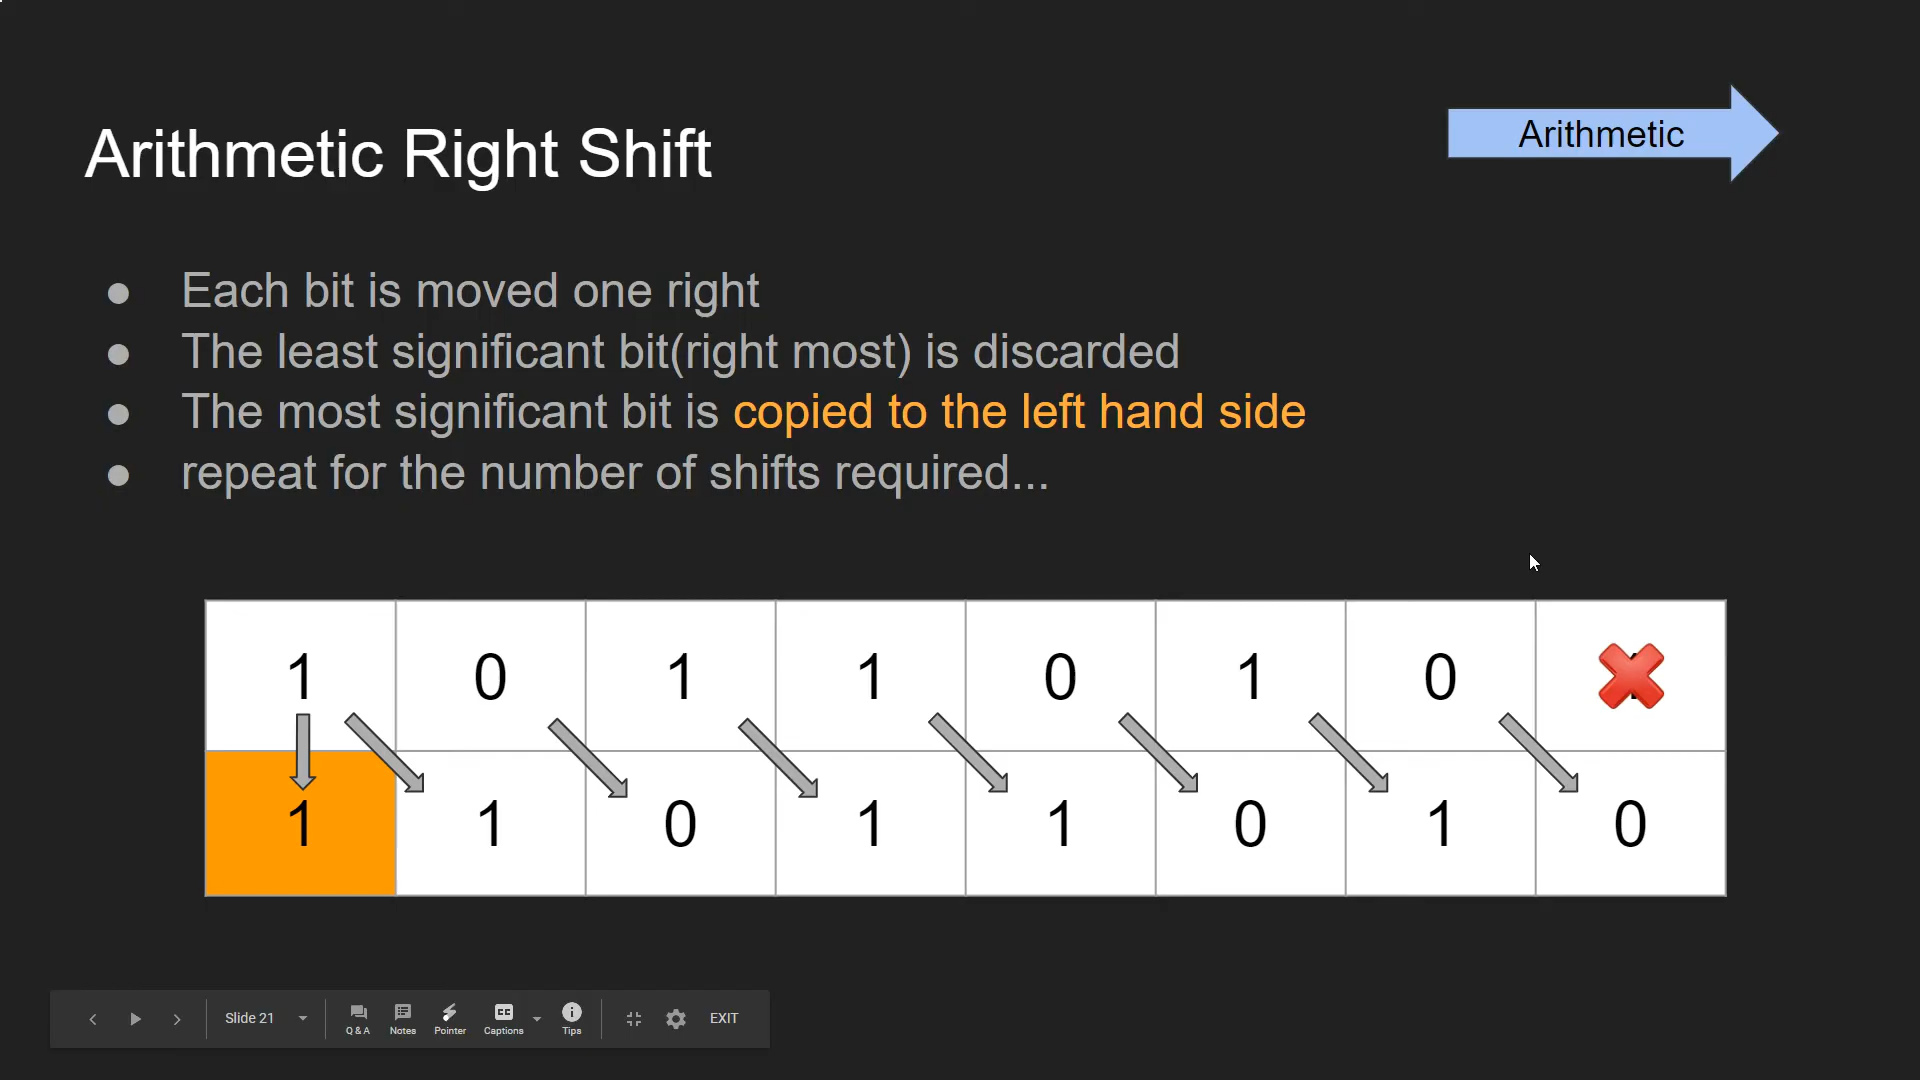 Arithmetic
Arithmetic Right Shift
● Each bit is moved one right
● The least significant bit(right most) is discarded
● The most significant bit is copied to the left hand side
● repeat for the number of shifts required...
1 0 1 1 0 1 0
1 1 0 1 1 0 1 0
Slide 21
Q & A
Notes
Pointer
CC
Captions
Tips
EXIT